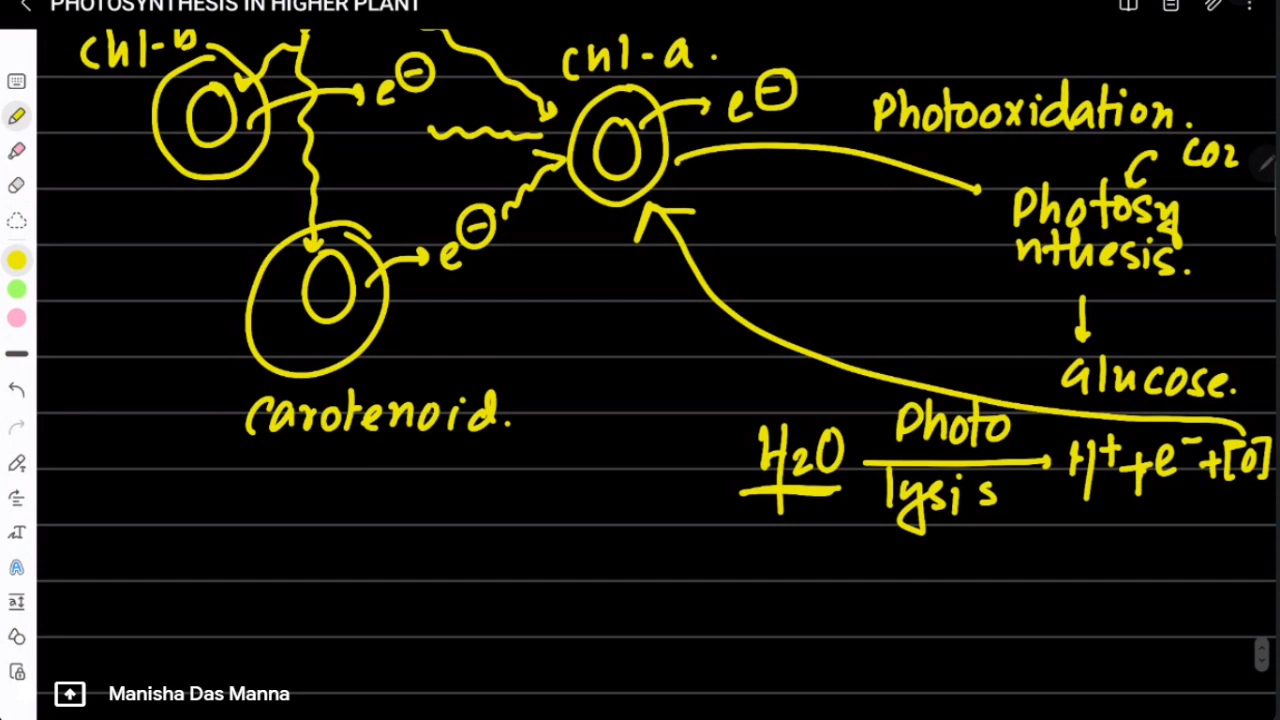 PHOTOSYNTHESIS IN HIGHER PLANT
chl-b
e⊖
chl-a.
e⊖
Photooxidation.
CO2
Photosy
nthesis.
e⊖
Glucose.
carotenoid.
H2O Photo lysis H+ + e- + [O]
Manisha Das Manna